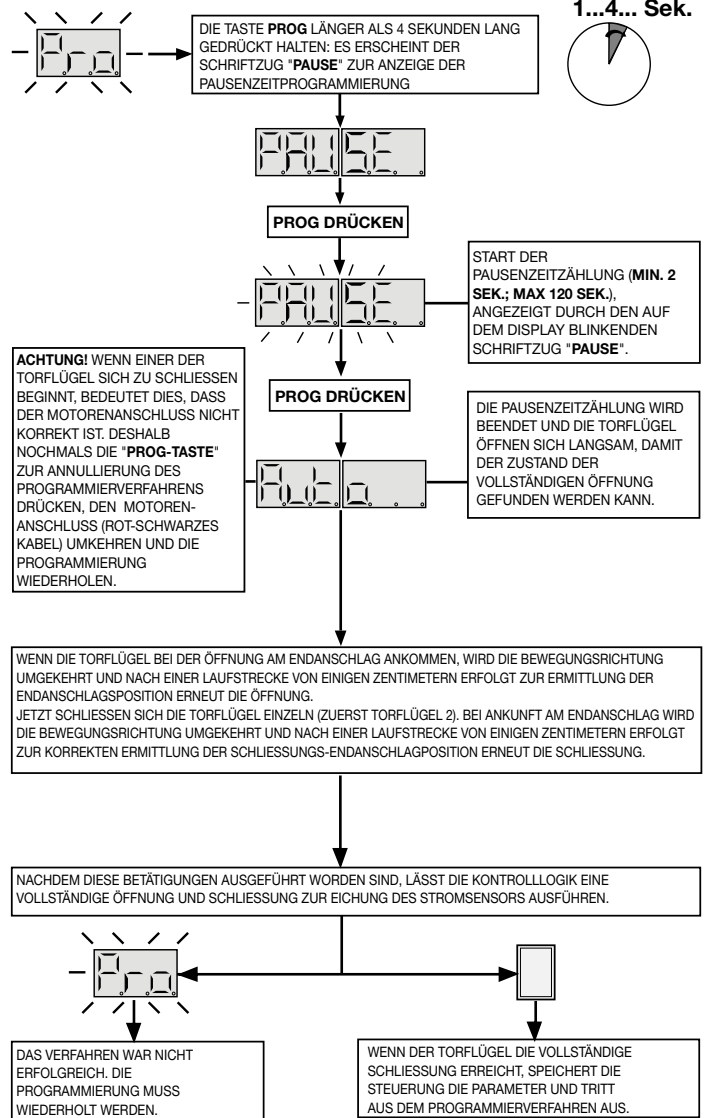 1...4... Sek.
Pro
DIE TASTE PROG LÄNGER ALS 4 SEKUNDEN LANG
GEDRÜCKT HALTEN: ES ERSCHEINT DER
SCHRIFTZUG "PAUSE" ZUR ANZEIGE DER
PAUSENZEITPROGRAMMIERUNG
PAUSE
PROG DRÜCKEN
PAUSE
START DER
PAUSENZEITZÄHLUNG (MIN. 2
SEK.; MAX 120 SEK.),
ANGEZEIGT DURCH DEN AUF
DEM DISPLAY BLINKENDEN
SCHRIFTZUG "PAUSE".
ACHTUNG! WENN EINER DER
TORFLÜGEL SICH ZU SCHLIESSEN
BEGINNT, BEDEUTET DIES, DASS
DER MOTORENANSCHLUSS NICHT
KORREKT IST. DESHALB
NOCHMALS DIE "PROG-TASTE"
ZUR ANNULLIERUNG DES
PROGRAMMIERVERFAHRENS
DRÜCKEN, DEN MOTOREN-
ANSCHLUSS (ROT-SCHWARZES
KABEL) UMKEHREN UND DIE
PROGRAMMIERUNG
WIEDERHOLEN.
PROG DRÜCKEN
Auto
DIE PAUSENZEITZÄHLUNG WIRD
BEENDET UND DIE TORFLÜGEL
ÖFFNEN SICH LANGSAM, DAMIT
DER ZUSTAND DER
VOLLSTÄNDIGEN ÖFFNUNG
GEFUNDEN WERDEN KANN.
WENN DIE TORFLÜGEL BEI DER ÖFFNUNG AM ENDANSCHLAG ANKOMMEN, WIRD DIE BEWEGUNGSRICHTUNG
UMGEKEHRT UND NACH EINER LAUFSTRECKE VON EINIGEN ZENTIMETERN ERFOLGT ZUR ERMITTLUNG DER
ENDANSCHLAGSPOSITION ERNEUT DIE ÖFFNUNG.
JETZT SCHLIESSEN SICH DIE TORFLÜGEL EINZELN (ZUERST TORFLÜGEL 2). BEI ANKUNFT AM ENDANSCHLAG WIRD
DIE BEWEGUNGSRICHTUNG UMGEKEHRT UND NACH EINER LAUFSTRECKE VON EINIGEN ZENTIMETERN ERFOLGT
ZUR KORREKTEN ERMITTLUNG DER SCHLIESSUNGS-ENDANSCHLAGPOSITION ERNEUT DIE SCHLIESSUNG.
NACHDEM DIESE BETÄTIGUNGEN AUSGEFÜHRT WORDEN SIND, LÄSST DIE KONTROLLLOGIK EINE
VOLLSTÄNDIGE ÖFFNUNG UND SCHLIESSUNG ZUR EICHUNG DES STROMSENSORS AUSFÜHREN.
Pro
DAS VERFAHREN WAR NICHT
ERFOLGREICH. DIE
PROGRAMMIERUNG MUSS
WIEDERHOLT WERDEN.
WENN DER TORFLÜGEL DIE VOLLSTÄNDIGE
SCHLIESSUNG ERREICHT, SPEICHERT DIE
STEUERUNG DIE PARAMETER UND TRITT
AUS DEM PROGRAMMIERVERFAHREN AUS.